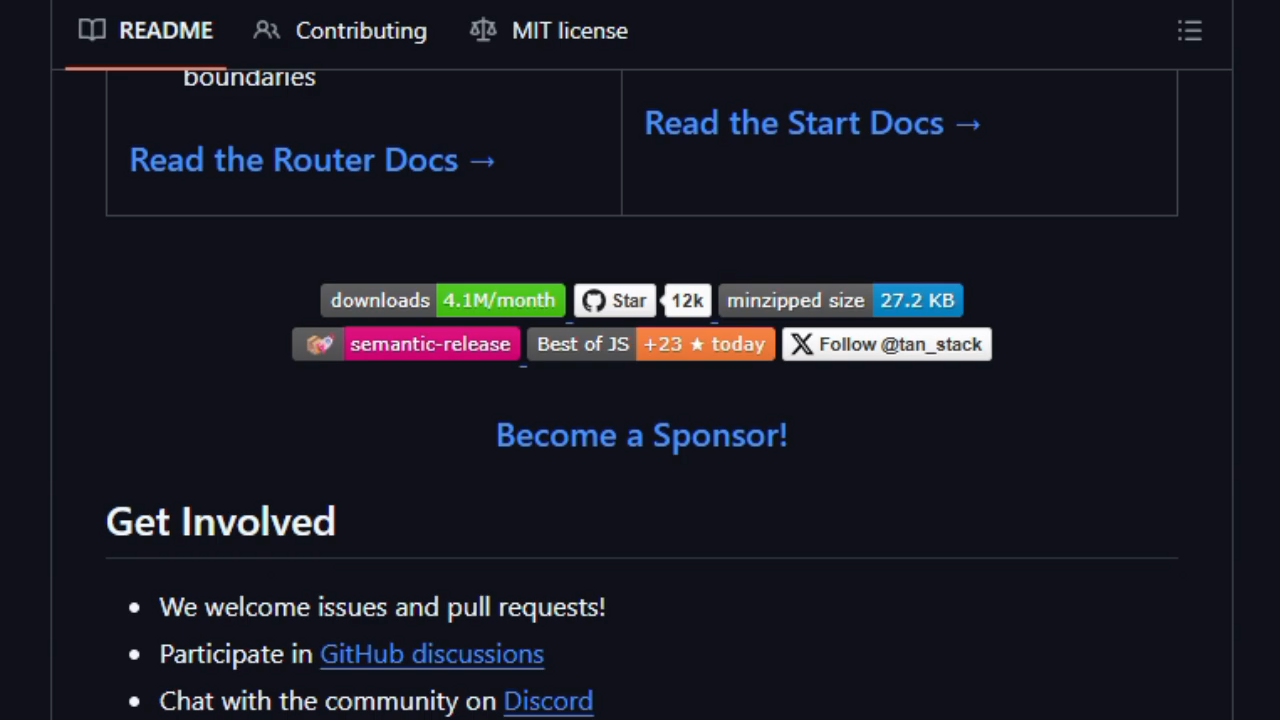 README Contributing MIT license
boundaries
Read the Router Docs →
Read the Start Docs →
downloads 4.1M/month Star 12k minzipped size 27.2 KB
semantic-release Best of JS +23 ★ today Follow @tan_stack
Become a Sponsor!
Get Involved
• We welcome issues and pull requests!
• Participate in GitHub discussions
• Chat with the community on Discord